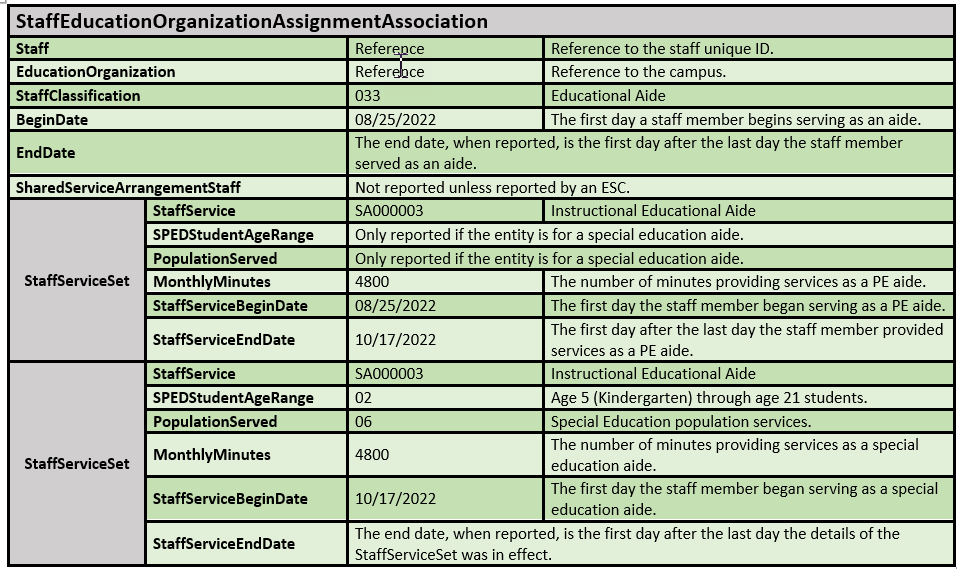 StaffEducationOrganizationAssignmentAssociation
Staff Reference Reference to the staff unique ID.
EducationOrganization Reference Reference to the campus.
StaffClassification 033 Educational Aide
BeginDate 08/25/2022 The first day a staff member begins serving as an aide.
EndDate The end date, when reported, is the first day after the last day the staff member
served as an aide.
SharedServiceArrangementStaff Not reported unless reported by an ESC.
StaffServiceSet
StaffService SA000003 Instructional Educational Aide
SPEDStudentAgeRange Only reported if the entity is for a special education aide.
PopulationServed Only reported if the entity is for a special education aide.
MonthlyMinutes 4800 The number of minutes providing services as a PE aide.
StaffServiceBeginDate 08/25/2022 The first day the staff member began serving as a PE aide.
StaffServiceEndDate 10/17/2022 The first day after the last day the staff member provided
services as a PE aide.
StaffServiceSet
StaffService SA000003 Instructional Educational Aide
SPEDStudentAgeRange 02 Age 5 (Kindergarten) through age 21 students.
PopulationServed 06 Special Education population services.
MonthlyMinutes 4800 The number of minutes providing services as a special
education aide.
StaffServiceBeginDate 10/17/2022 The first day the staff member began serving as a special
education aide.
StaffServiceEndDate The end date, when reported, is the first day after the last day the details of the
StaffServiceSet was in effect.